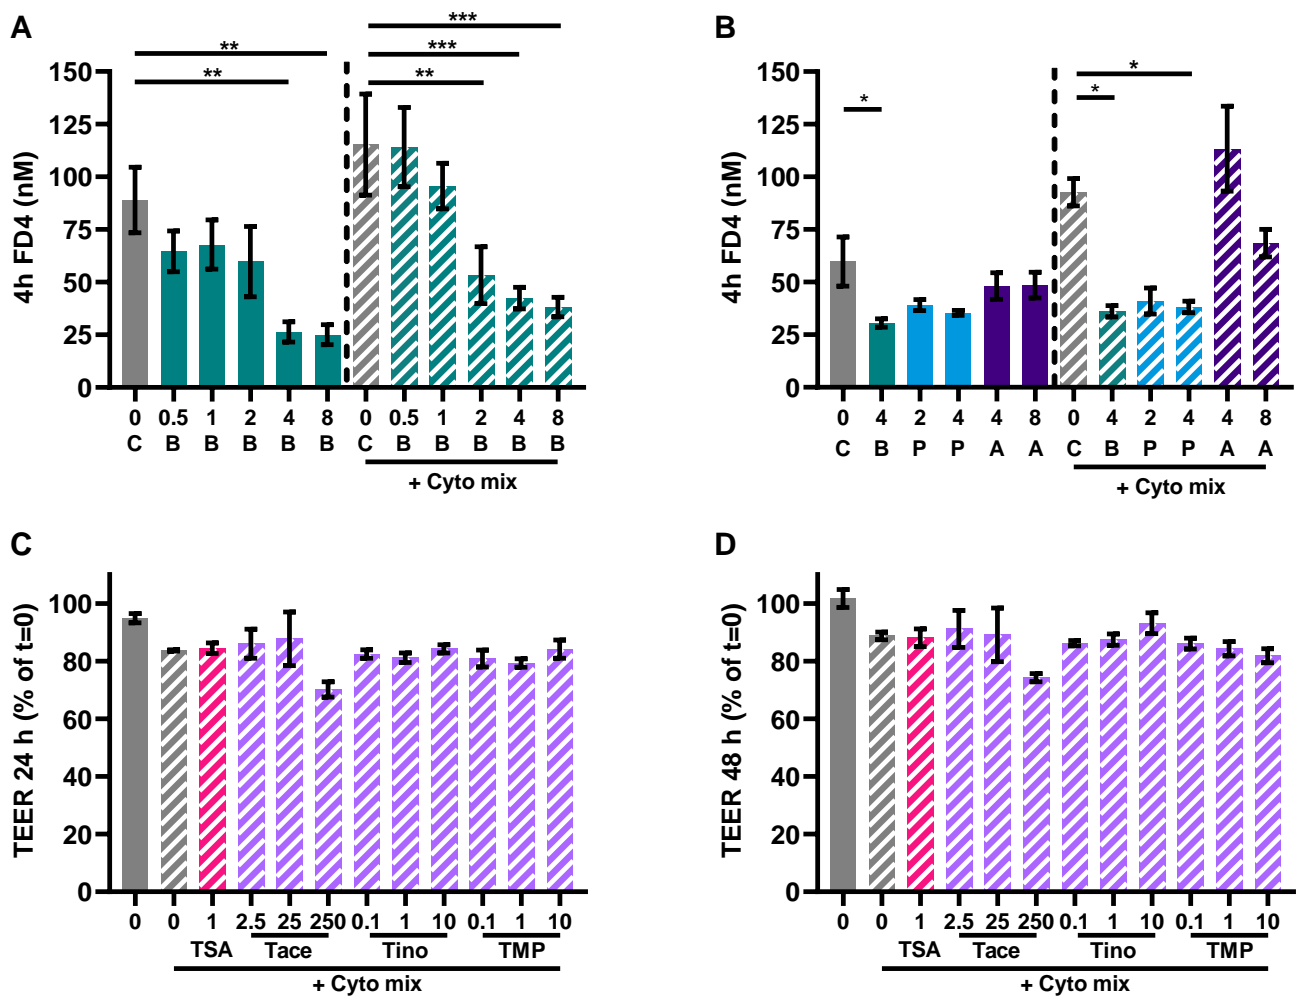 A
***
**
***
**
**
150
125
100
75
50
25
0
4h FD4 (nM)
0 0.5 1 2 4 8 0 0.5 1 2 4 8
C B B B B B C B B B B B
+ Cyto mix
B
*
*
*
150
125
100
75
50
25
0
4h FD4 (nM)
0 4 2 4 4 8 0 4 2 4 4 8
C B P P A A C B P P A A
+ Cyto mix
C
100
80
60
40
20
0
TEER 24 h (% of t=0)
0 0 1 2.5 25 250 0.1 1 10 0.1 1 10
TSA Tace Tino TMP
+ Cyto mix
D
100
80
60
40
20
0
TEER 48 h (% of t=0)
0 0 1 2.5 25 250 0.1 1 10 0.1 1 10
TSA Tace Tino TMP
+ Cyto mix